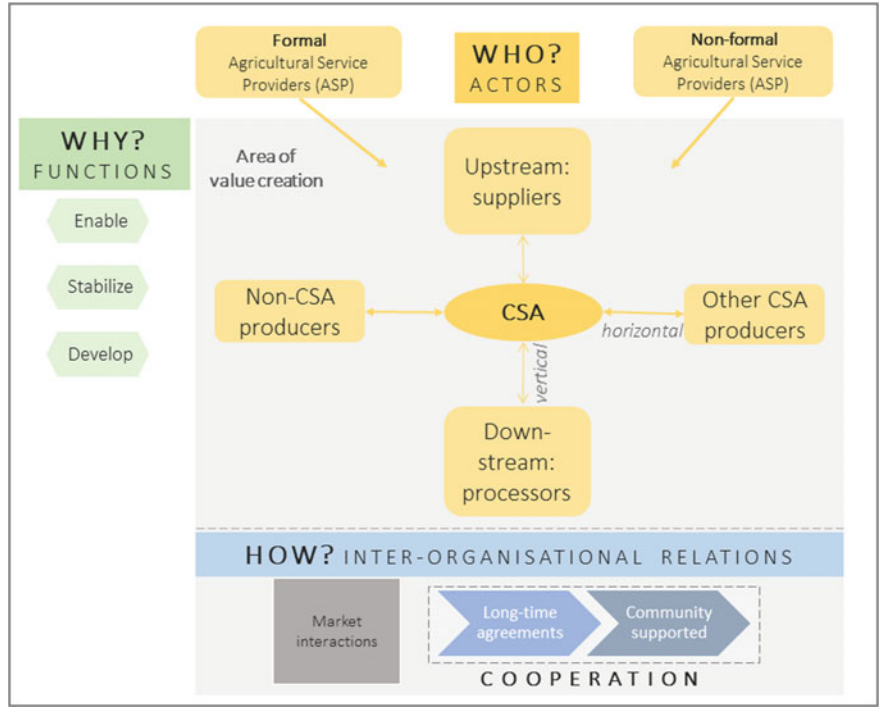 Formal
Agricultural Service
Providers (ASP)
WHO?
ACTORS
Non-formal
Agricultural Service
Providers (ASP)
WHY?
FUNCTIONS
Enable
Stabilize
Develop
Area of
value creation
Upstream:
suppliers
Non-CSA
producers
CSA
horizontal
Other CSA
producers
vertical
Down-
stream:
processors
HOW? INTER-ORGANISATIONAL RELATIONS
Market
interactions
Long-time
agreements
Community
supported
COOPERATION